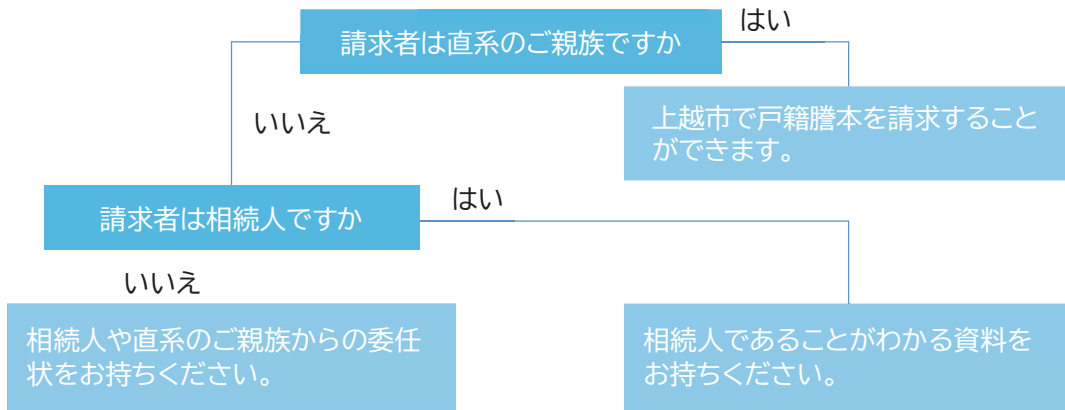 請求者は直系のご親族ですか
はい
いいえ
上越市で戸籍謄本を請求すること
ができます。
請求者は相続人ですか
はい
いいえ
相続人や直系のご親族からの委任
状をお持ちください。
相続人であることがわかる資料を
お持ちください。